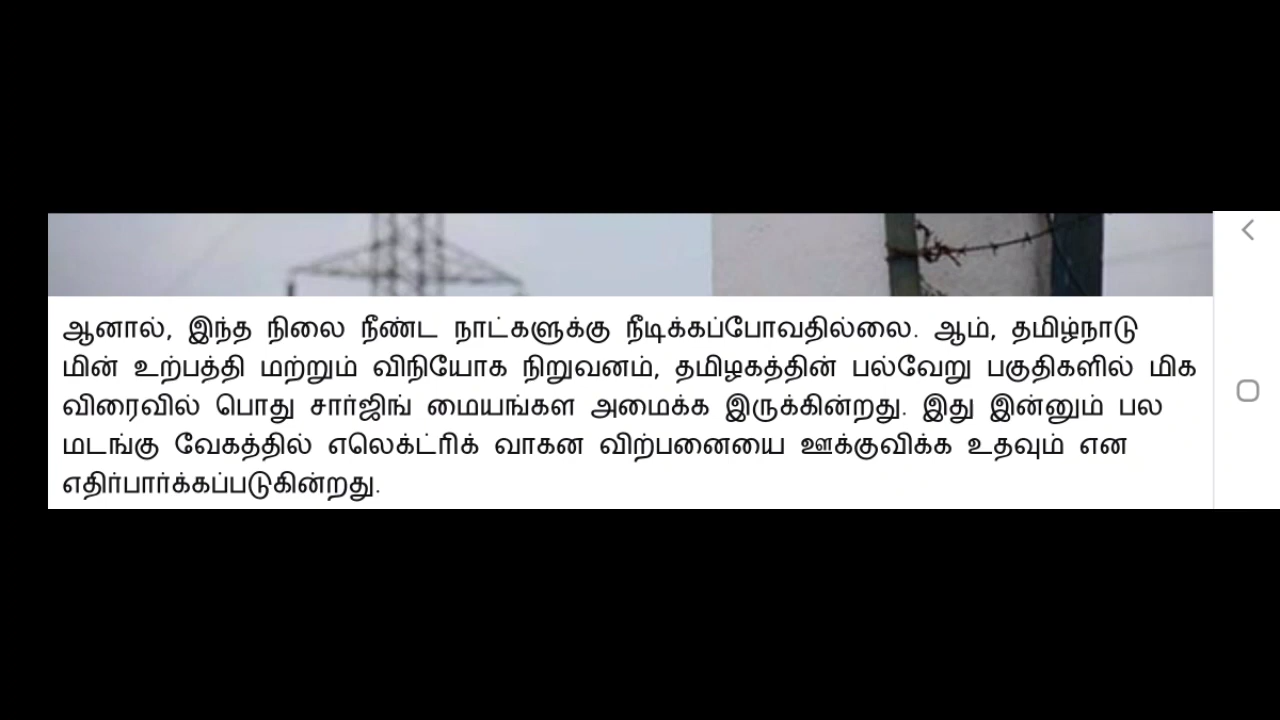 ஆனால், இந்த நிலை நீண்ட நாட்களுக்கு நீடிக்கப்போவதில்லை. ஆம், தமிழ்நாடு
மின் உற்பத்தி மற்றும் விநியோக நிறுவனம், தமிழகத்தின் பல்வேறு பகுதிகளில் மிக
விரைவில் பொது சார்ஜிங் மையங்கள அமைக்க இருக்கின்றது. இது இன்னும் பல
மடங்கு வேகத்தில் எலெக்ட்ரிக் வாகன விற்பனையை ஊக்குவிக்க உதவும் என
எதிர்பார்க்கப்படுகின்றது.